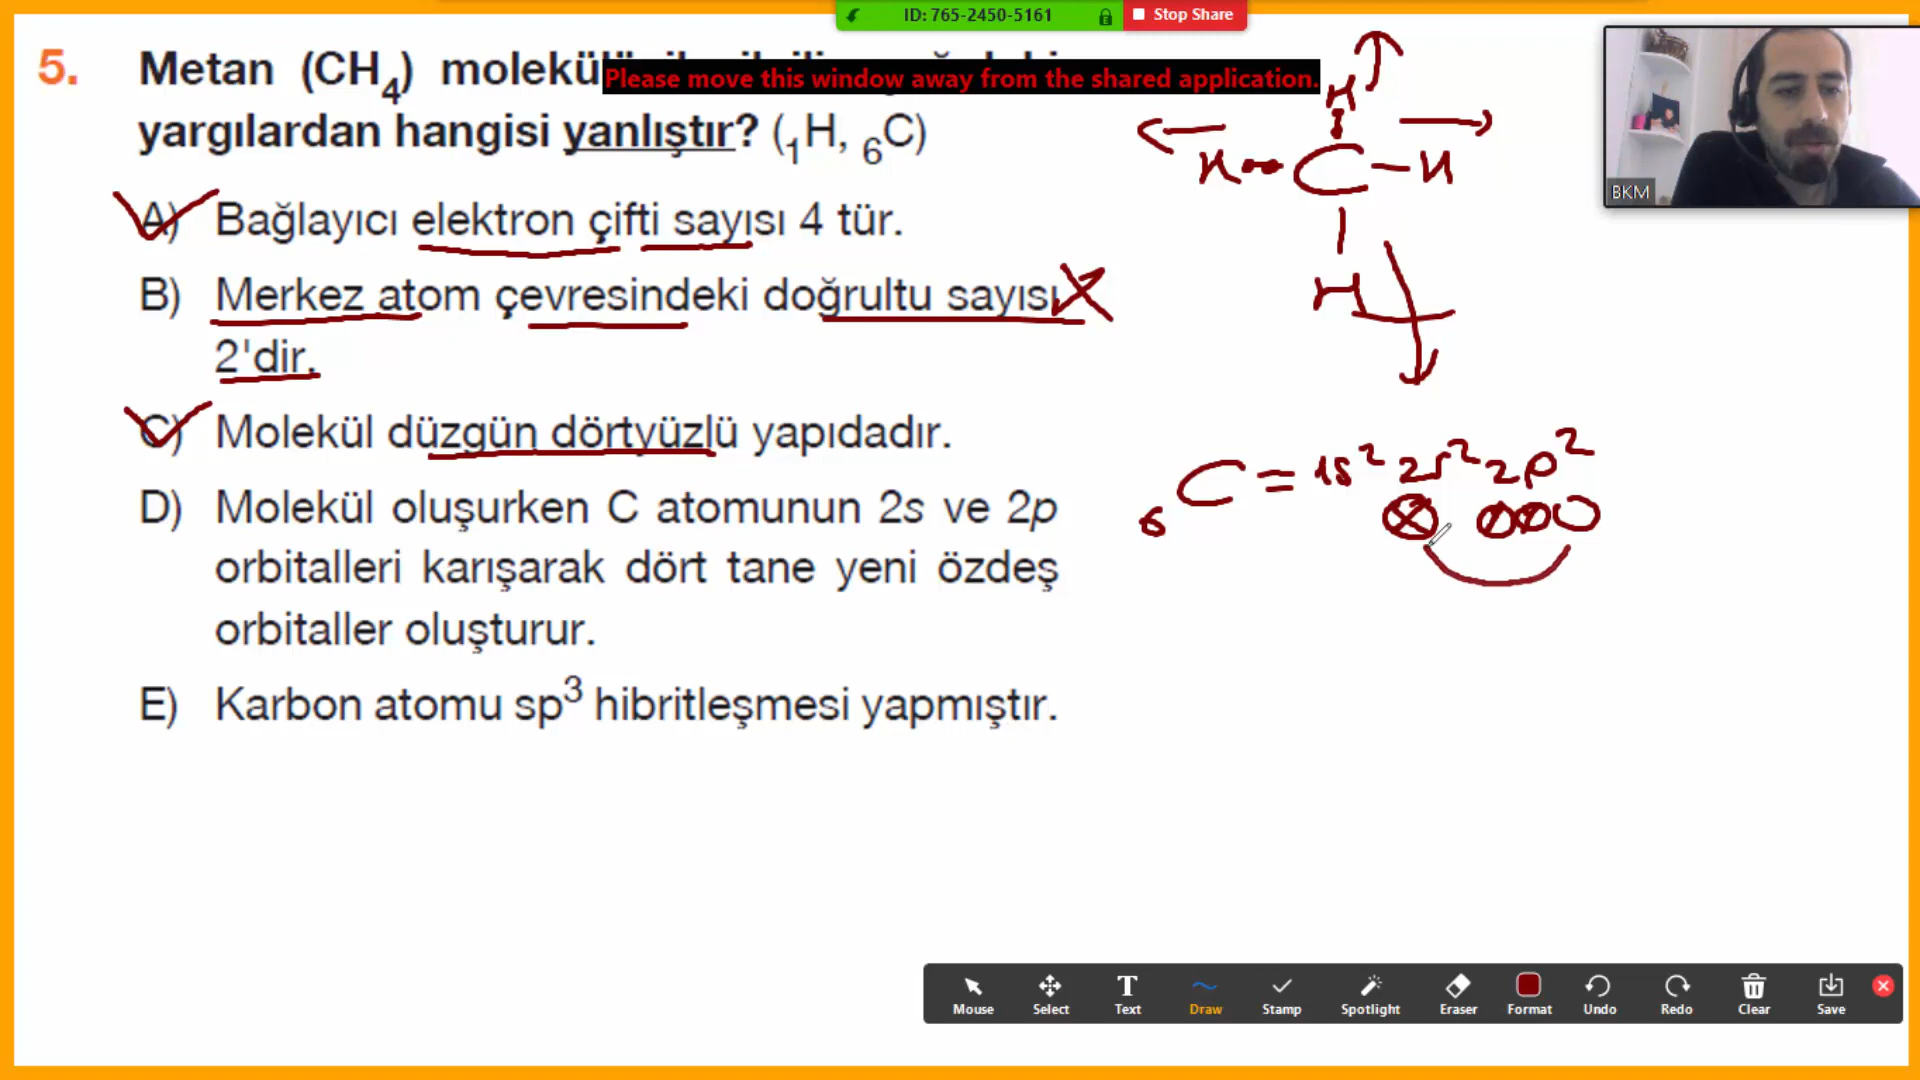 ID: 765-2450-5161
Stop Share
5. Metan (CH4)
Please move this window away from the shared application.
yargılardan hangisi yanlıştır? (1H, 6C)
A) Bağlayıcı elektron çifti sayısı 4 tür.
B) Merkez atom çevresindeki doğrultu sayısı
2'dir.
C) Molekül düzgün dörtyüzlü yapıdadır.
D) Molekül oluşurken C atomunun 2s ve 2p
orbitalleri karışarak dört tane yeni özdeş
orbitaller oluşturur.
E) Karbon atomu sp³ hibritleşmesi yapmıştır.
H
H C H
H
6C = 1s² 2s² 2p²
BKM
Mouse Select Text Draw Stamp Spotlight Eraser Format Undo Redo Clear Save